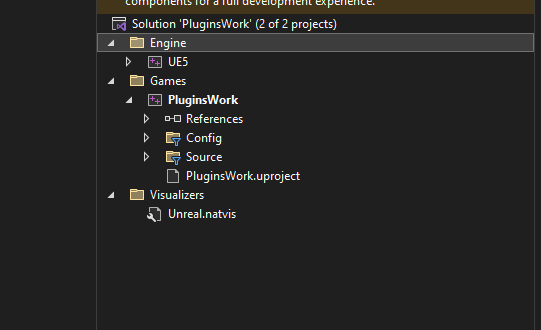 components for a full development experience.
Solution 'PluginsWork' (2 of 2 projects)
Engine
UE5
Games
PluginsWork
References
Config
Source
PluginsWork.uproject
Visualizers
Unreal.natvis